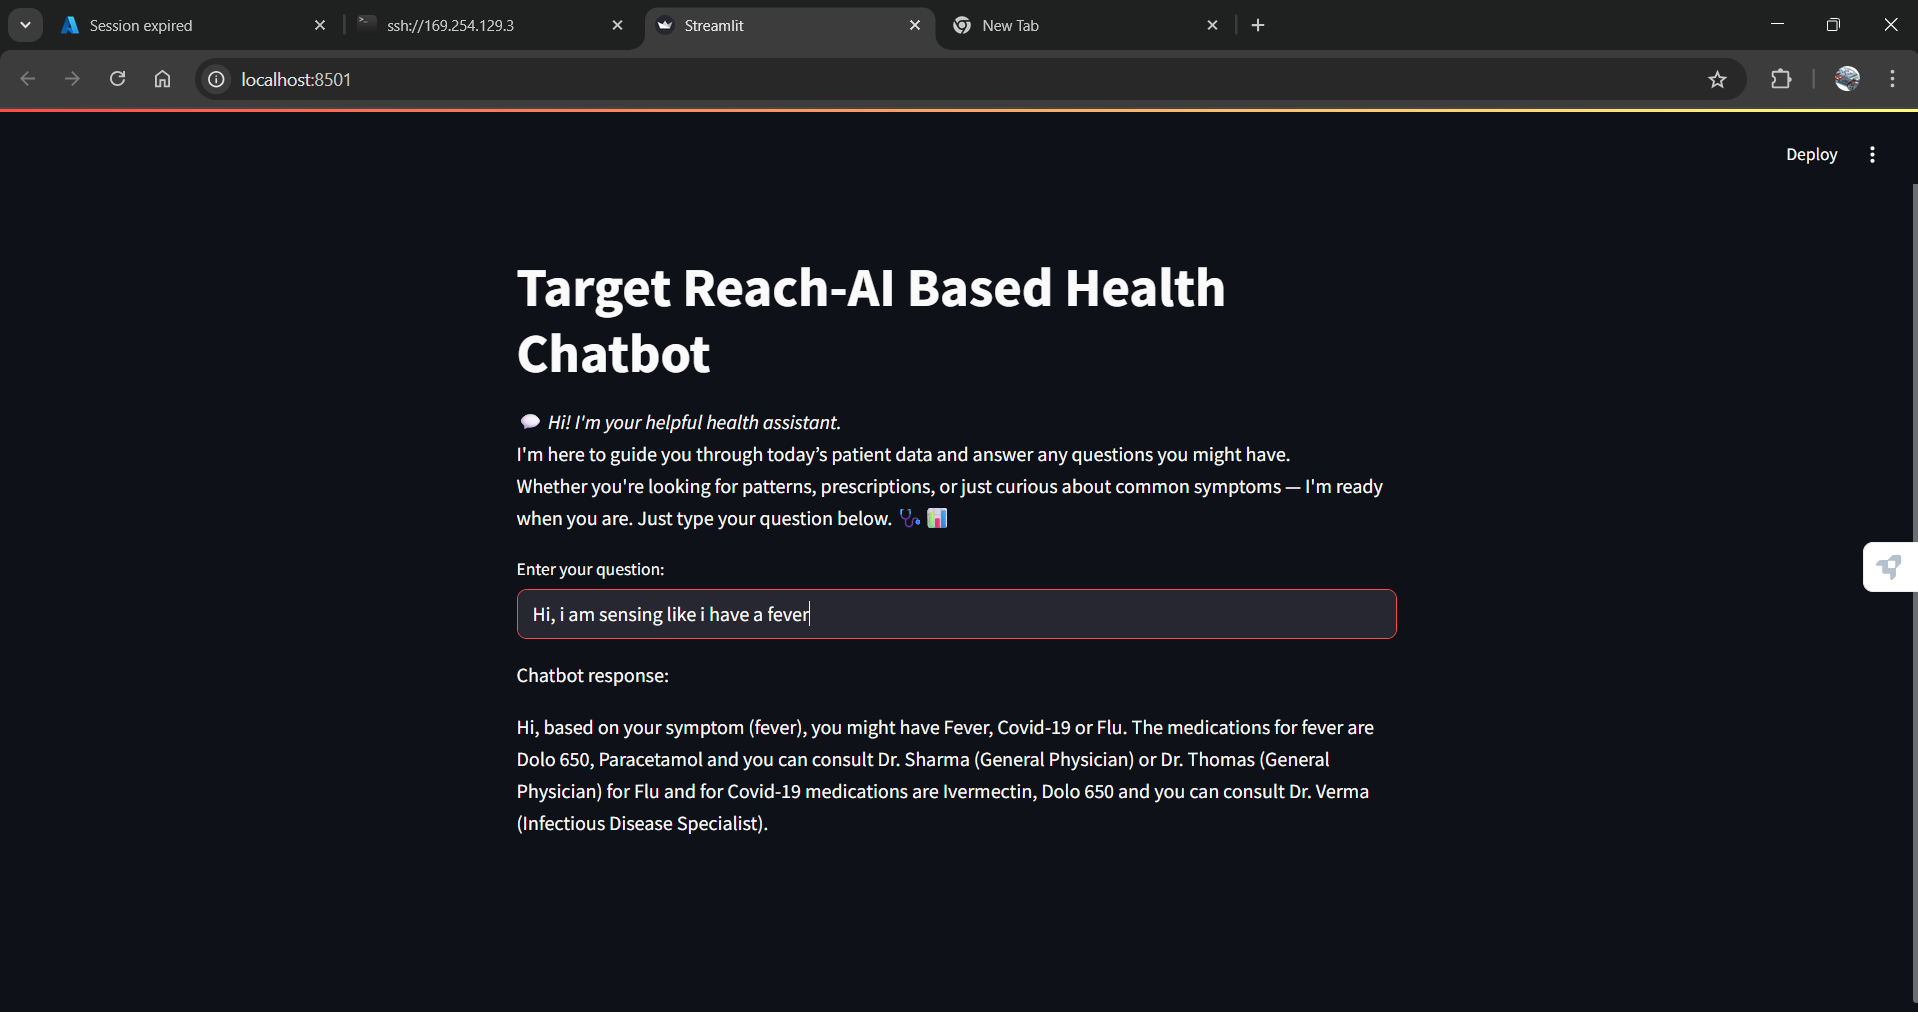 Session expired
ssh://169.254.129.3
Streamlit
New Tab
localhost:8501
Deploy
Target Reach-AI Based Health
Chatbot
💬 Hi! I'm your helpful health assistant.
I'm here to guide you through today’s patient data and answer any questions you might have.
Whether you're looking for patterns, prescriptions, or just curious about common symptoms — I'm ready
when you are. Just type your question below. 🩺 📊
Enter your question:
Hi, i am sensing like i have a fever
Chatbot response:
Hi, based on your symptom (fever), you might have Fever, Covid-19 or Flu. The medications for fever are
Dolo 650, Paracetamol and you can consult Dr. Sharma (General Physician) or Dr. Thomas (General
Physician) for Flu and for Covid-19 medications are Ivermectin, Dolo 650 and you can consult Dr. Verma
(Infectious Disease Specialist).